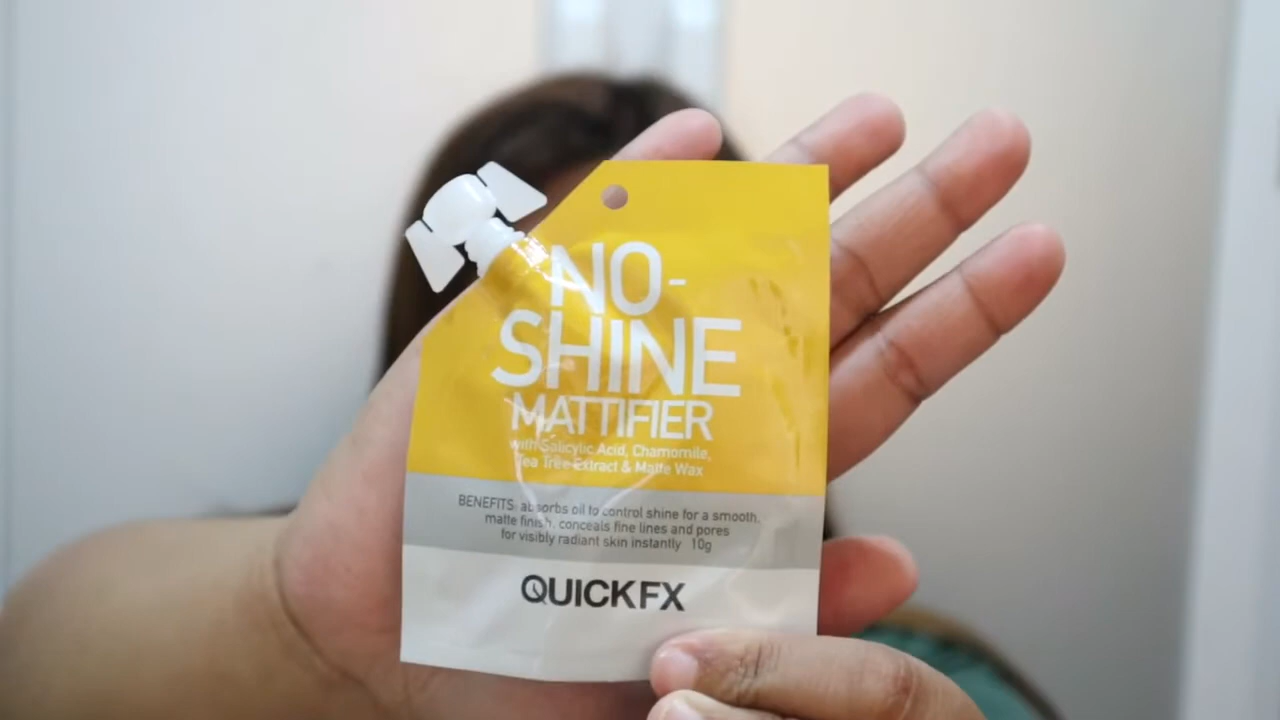 NO-
SHINE
MATTIFIER
with Salicylic Acid, Chamomile,
Tea Tree Extract & Matte Wax
BENEFITS: absorbs oil to control shine for a smooth,
matte finish. conceals fine lines and pores
for visibly radiant skin instantly 10g
QUICKFX